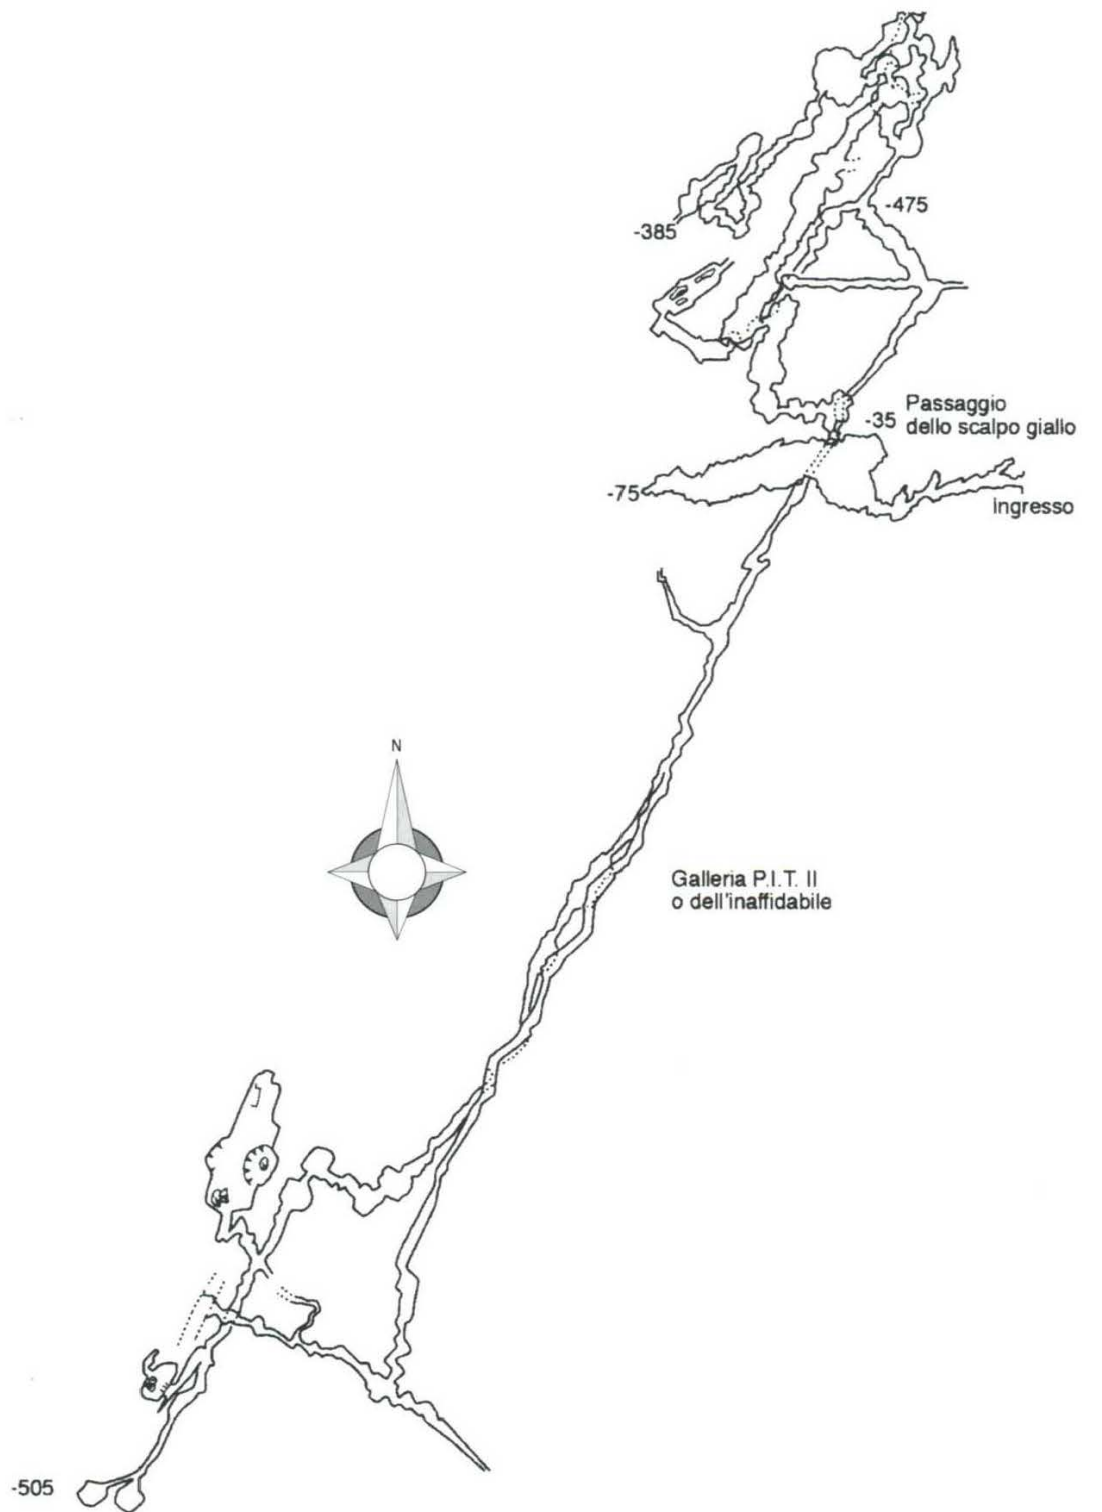 -475
-385
-35
Passaggio
dello scalpo giallo
-75
Ingresso
N
Galleria P.I.T. II
o dell'inaffidabile
-505